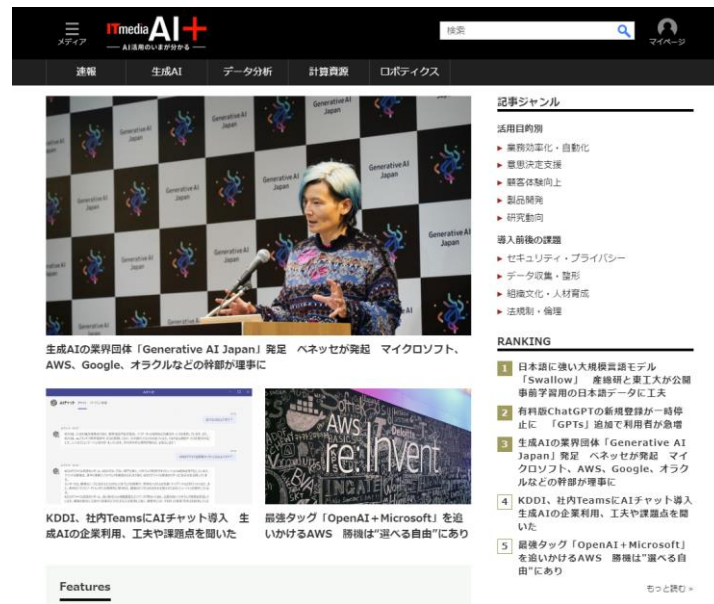 メディア
ITmedia AI+
AI活用のいまが分かる
検索
マイページ
速報 生成AI データ分析 計算資源 ロボティクス
Generative AI Japan
生成AIの業界団体「Generative AI Japan」発足 ベネッセが発起 マイクロソフト、
AWS、Google、オラクルなどの幹部が理事に
AWS
re:Invent
Deloitte
KDDI、社内TeamsにAIチャット導入 生
成AIの企業利用、工夫や課題点を聞いた
最強タッグ「OpenAI+Microsoft」を追
いかけるAWS 勝機は“選べる自由”にあり
Features
記事ジャンル
活用目的別
業務効率化・自動化
意思決定支援
顧客体験向上
製品開発
研究動向
導入前後の課題
セキュリティ・プライバシー
データ収集・整形
組織文化・人材育成
法規制・倫理
RANKING
1 日本語に強い大規模言語モデル
「Swallow」 産総研と東工大が公開
事前学習用の日本語データに工夫
2 有料版ChatGPTの新規登録が一時停
止に 「GPTs」追加で利用者が急増
3 生成AIの業界団体「Generative AI
Japan」発足 ベネッセが発起 マイ
クロソフト、AWS、Google、オラク
ルなどの幹部が理事に
4 KDDI、社内TeamsにAIチャット導入
生成AIの企業利用、工夫や課題点を聞
いた
5 最強タッグ「OpenAI+Microsoft」
を追いかけるAWS 勝機は“選べる自
由”にあり
もっと読む »